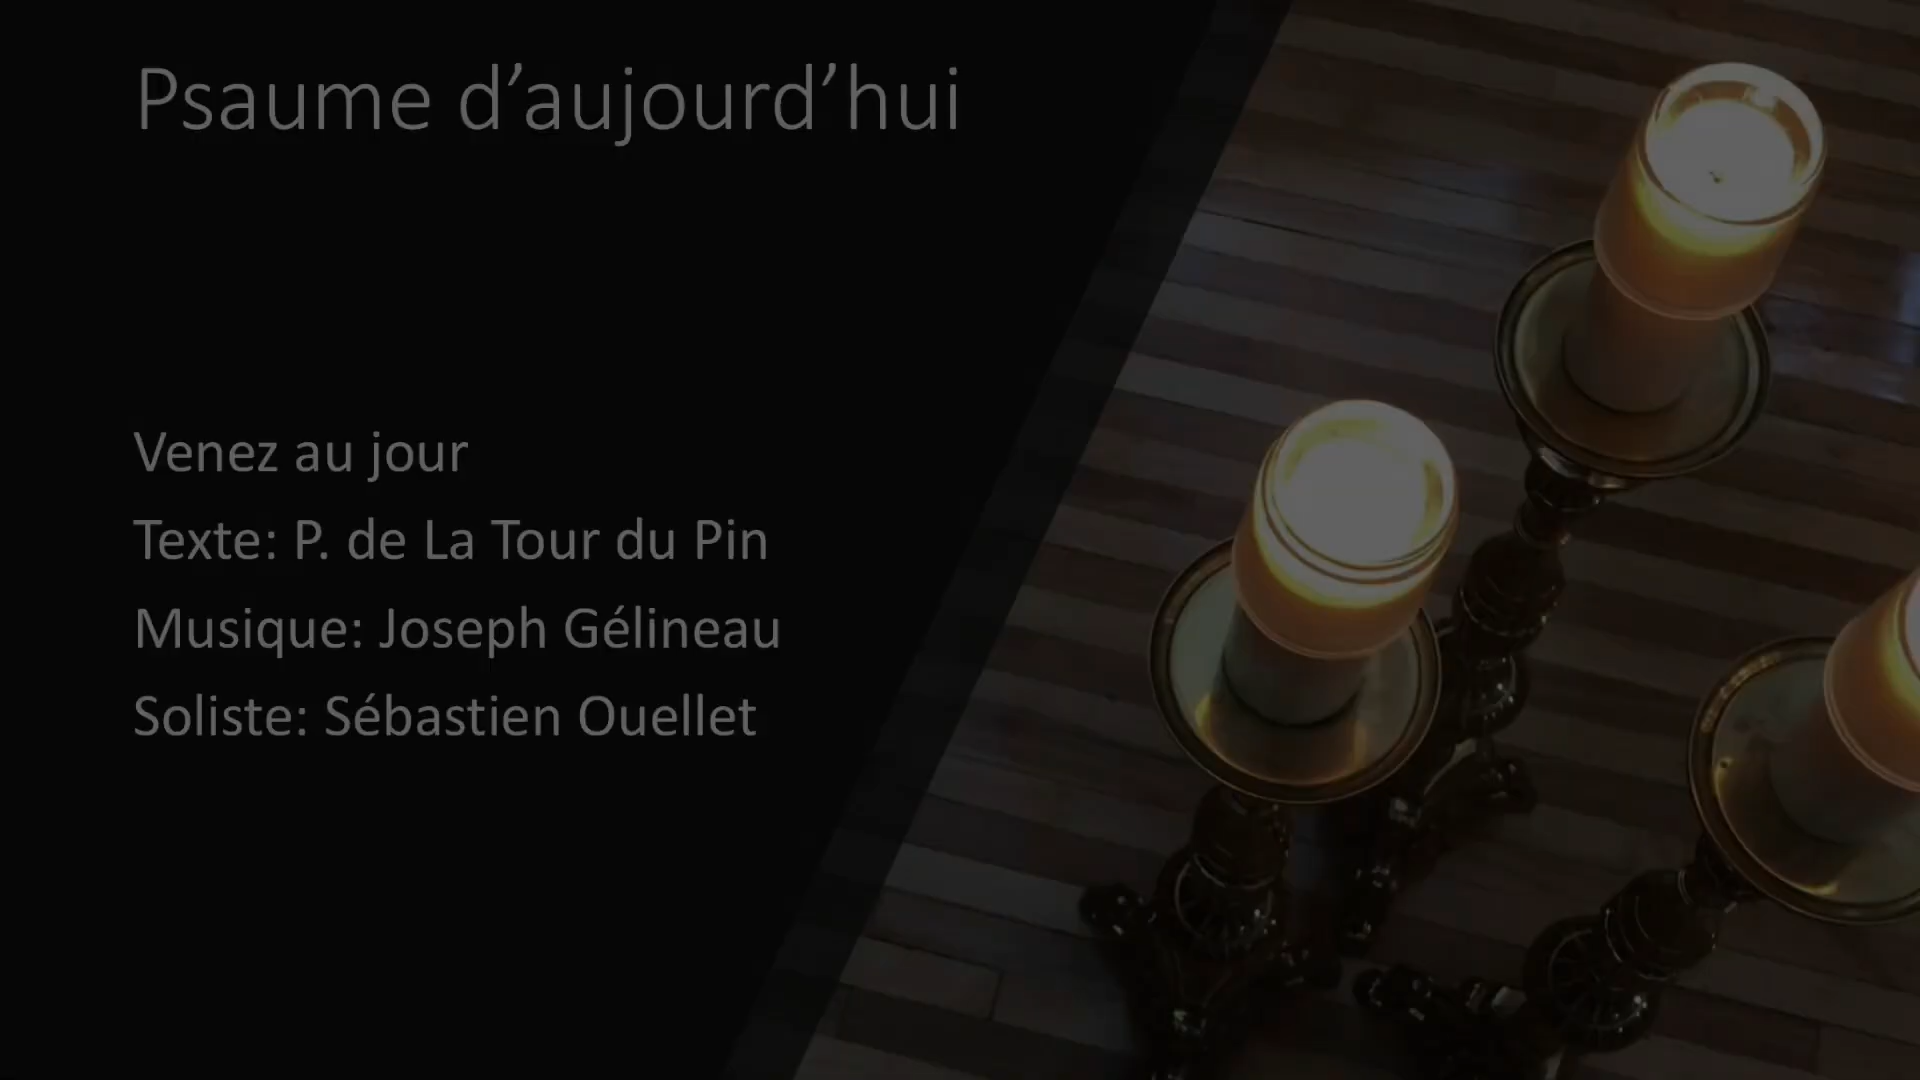 Psaume d’aujourd’hui
Venez au jour
Texte: P. de La Tour du Pin
Musique: Joseph Gélineau
Soliste: Sébastien Ouellet